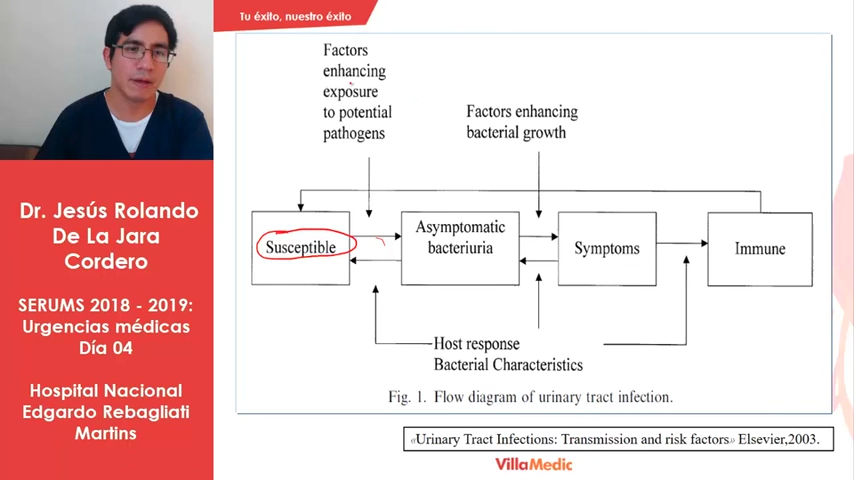 Tu éxito, nuestro éxito
Dr. Jesús Rolando
De La Jara
Cordero
SERUMS 2018 - 2019:
Urgencias médicas
Día 04
Hospital Nacional
Edgardo Rebagliati
Martins
Factors
enhancing
exposure
to potential
pathogens
Factors enhancing
bacterial growth
Susceptible
Asymptomatic
bacteriuria
Symptoms
Immune
Host response
Bacterial Characteristics
Fig. 1. Flow diagram of urinary tract infection.
«Urinary Tract Infections: Transmission and risk factors» Elsevier,2003.
VillaMedic